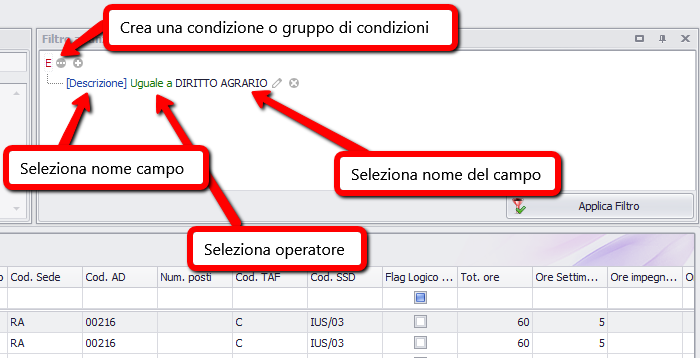 Crea una condizione o gruppo di condizioni
Filtro a
E
[Descrizione] Uguale a DIRITTO AGRARIO
Seleziona nome campo
Seleziona nome del campo
Applica Filtro
Seleziona operatore
o Cod. Sede Cod. AD Num. posti Cod. TAF Cod. SSD Flag Logico ... Tot. ore Ore Settim... Ore impegn... O
RA 00216 C IUS/03 60 5
RA 00216 C IUS/03 60 5